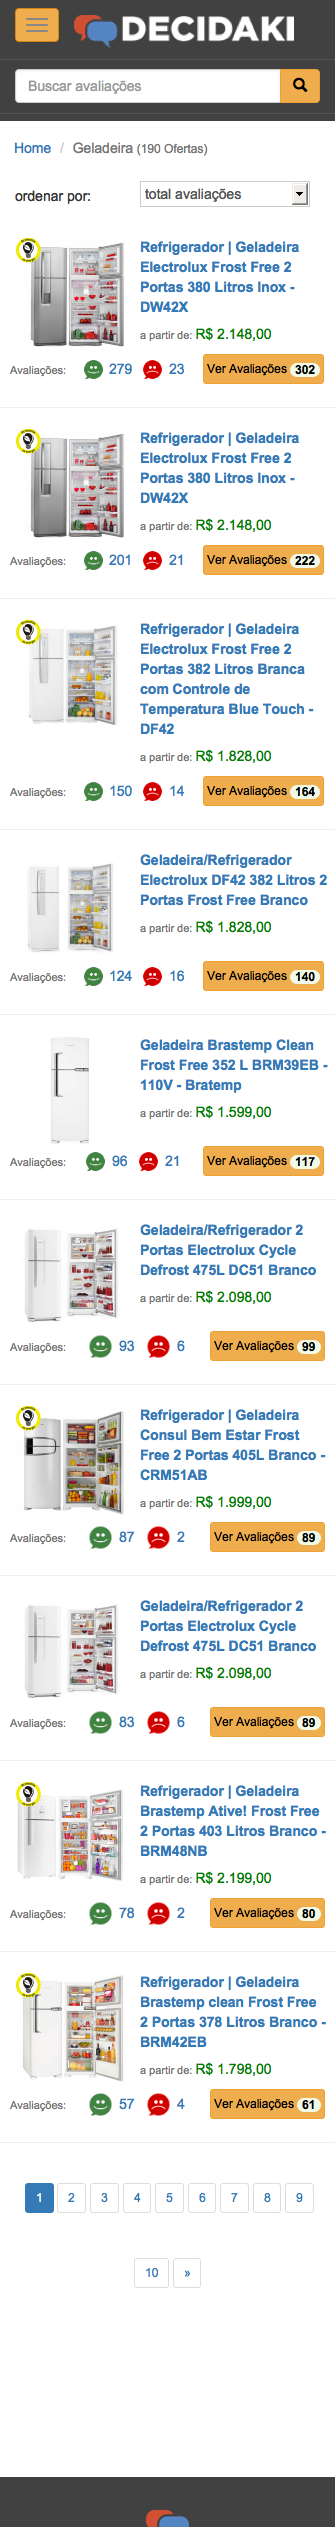 DECIDAKI
Buscar avaliações
Home / Geladeira (190 Ofertas)
ordenar por: total avaliações
Refrigerador | Geladeira
Electrolux Frost Free 2
Portas 380 Litros Inox -
DW42X
a partir de: R$ 2.148,00
Avaliações: 279 23 Ver Avaliações 302
Refrigerador | Geladeira
Electrolux Frost Free 2
Portas 380 Litros Inox -
DW42X
a partir de: R$ 2.148,00
Avaliações: 201 21 Ver Avaliações 222
Refrigerador | Geladeira
Electrolux Frost Free 2
Portas 382 Litros Branca
com Controle de
Temperatura Blue Touch -
DF42
a partir de: R$ 1.828,00
Avaliações: 150 14 Ver Avaliações 164
Geladeira/Refrigerador
Electrolux DF42 382 Litros 2
Portas Frost Free Branco
a partir de: R$ 1.828,00
Avaliações: 124 16 Ver Avaliações 140
Geladeira Brastemp Clean
Frost Free 352 L BRM39EB -
110V - Bratemp
a partir de: R$ 1.599,00
Avaliações: 96 21 Ver Avaliações 117
Geladeira/Refrigerador 2
Portas Electrolux Cycle
Defrost 475L DC51 Branco
a partir de: R$ 2.098,00
Avaliações: 93 6 Ver Avaliações 99
Refrigerador | Geladeira
Consul Bem Estar Frost
Free 2 Portas 405L Branco -
CRM51AB
a partir de: R$ 1.999,00
Avaliações: 87 2 Ver Avaliações 89
Geladeira/Refrigerador 2
Portas Electrolux Cycle
Defrost 475L DC51 Branco
a partir de: R$ 2.098,00
Avaliações: 83 6 Ver Avaliações 89
Refrigerador | Geladeira
Brastemp Ative! Frost Free
2 Portas 403 Litros Branco -
BRM48NB
a partir de: R$ 2.199,00
Avaliações: 78 2 Ver Avaliações 80
Refrigerador | Geladeira
Brastemp clean Frost Free
2 Portas 378 Litros Branco -
BRM42EB
a partir de: R$ 1.798,00
Avaliações: 57 4 Ver Avaliações 61
1 2 3 4 5 6 7 8 9
10 »